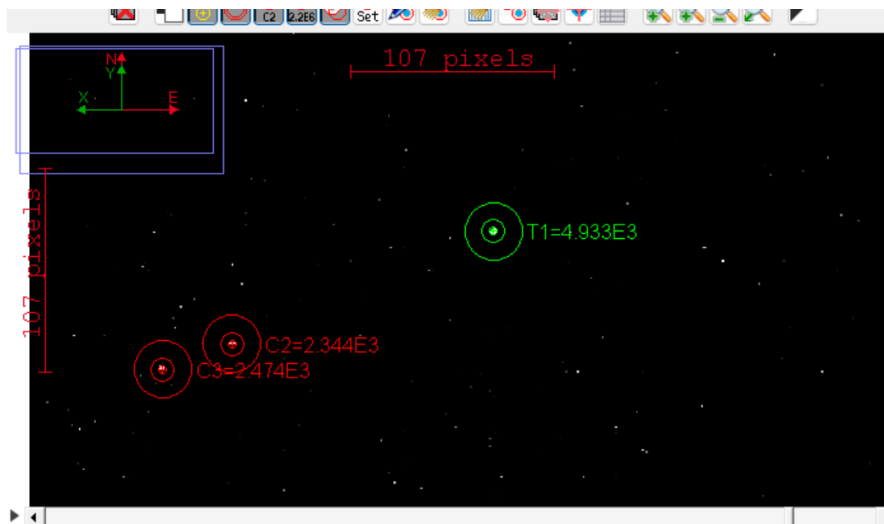 C2 2.2E6 Set
107 pixels
N
Y
X E
107 pixels
T1=4.933E3
C2=2.344E3
C3=2.474E3